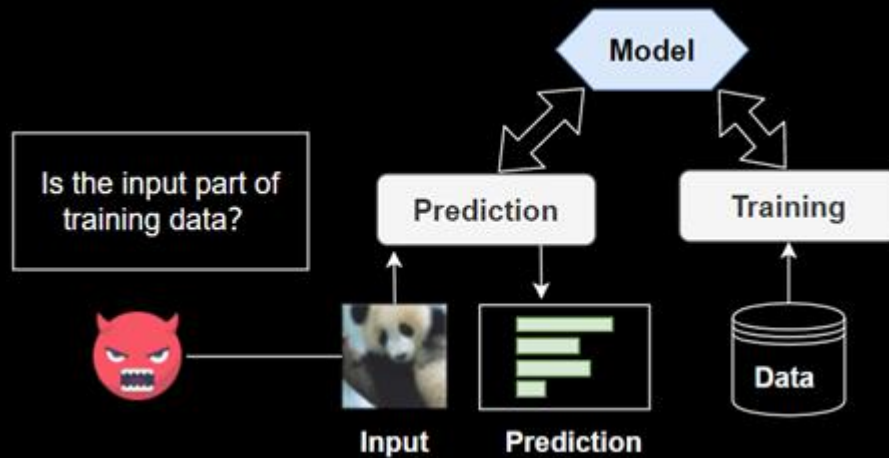 Model
Is the input part of
training data?
Prediction
Training
Data
Input
Prediction